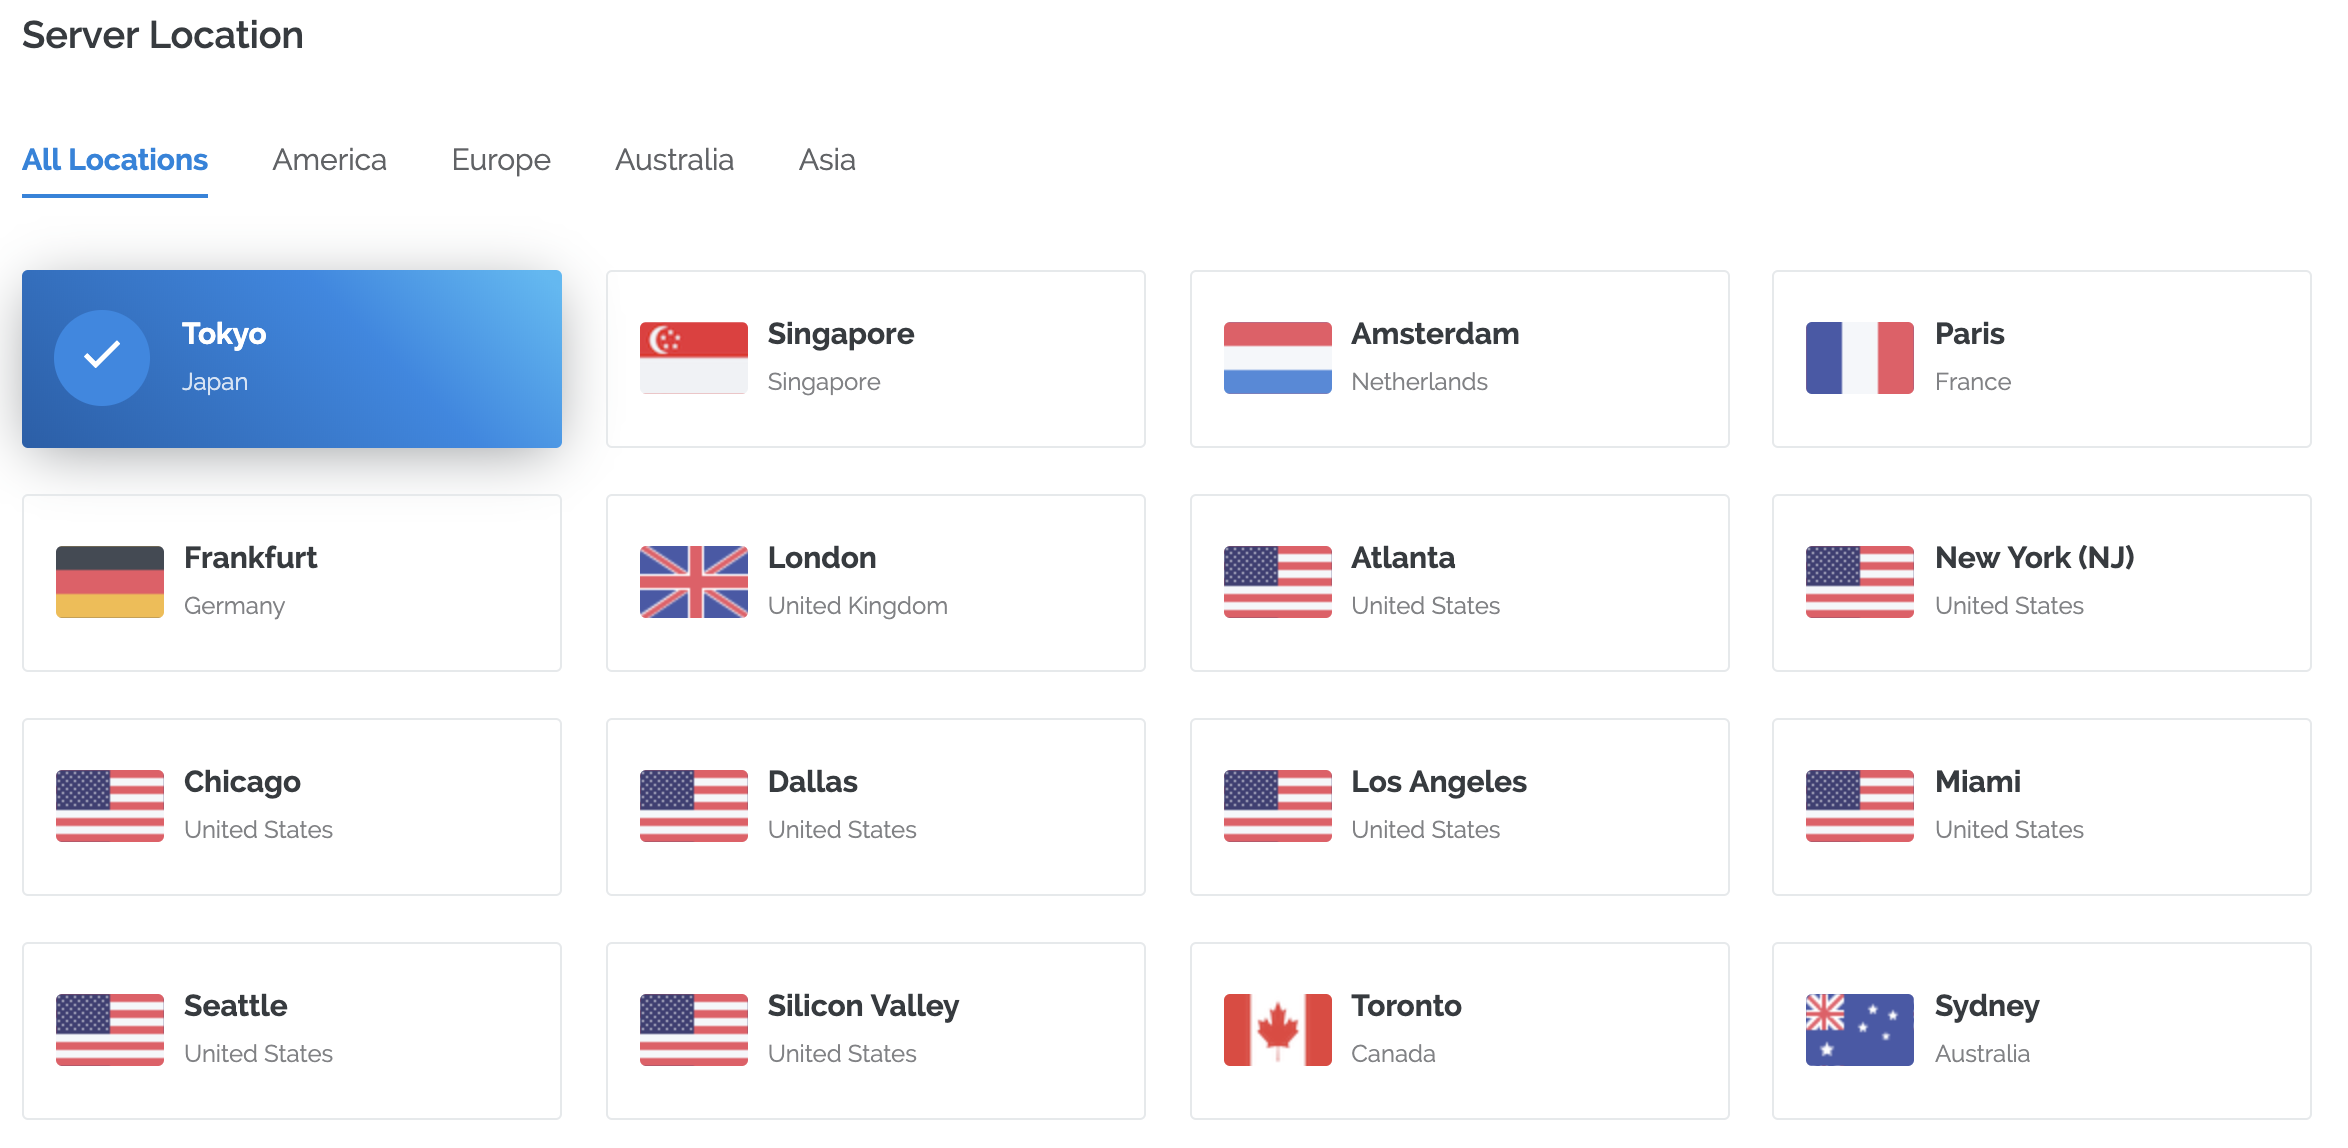 Server Location
All Locations
America
Europe
Australia
Asia
Tokyo
Japan
Singapore
Singapore
Amsterdam
Netherlands
Paris
France
Frankfurt
Germany
London
United Kingdom
Atlanta
United States
New York (NJ)
United States
Chicago
United States
Dallas
United States
Los Angeles
United States
Miami
United States
Seattle
United States
Silicon Valley
United States
Toronto
Canada
Sydney
Australia